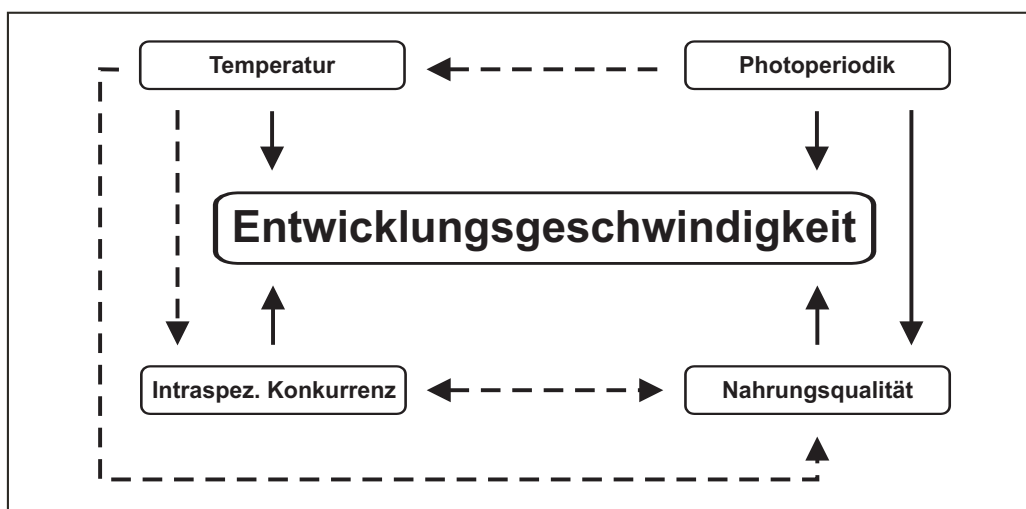 Temperatur
Photoperiodik
Entwicklungsgeschwindigkeit
Intraspez. Konkurrenz
Nahrungsqualität